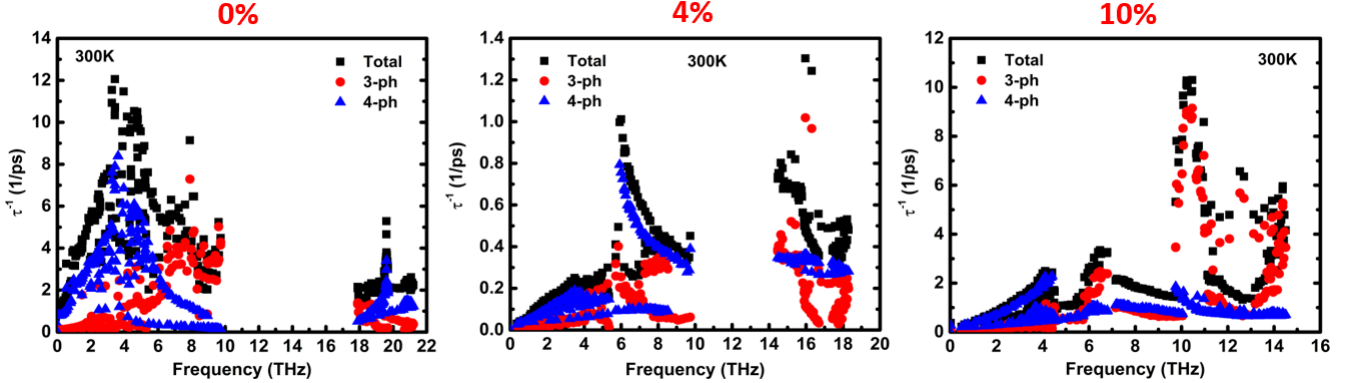 0%
4%
10%
14
12
10
8
6
4
2
0
300K
Total
3-ph
4-ph
τ⁻¹ (1/ps)
0 2 4 6 8 10 12 14 16 18 20 22
Frequency (THz)
1.4
1.2
1.0
0.8
0.6
0.4
0.2
0.0
Total
3-ph
4-ph
300K
τ⁻¹ (1/ps)
0 2 4 6 8 10 12 14 16 18 20
Frequency (THz)
12
10
8
6
4
2
0
Total
3-ph
4-ph
300K
τ⁻¹ (1/ps)
0 2 4 6 8 10 12 14 16
Frequency (THz)